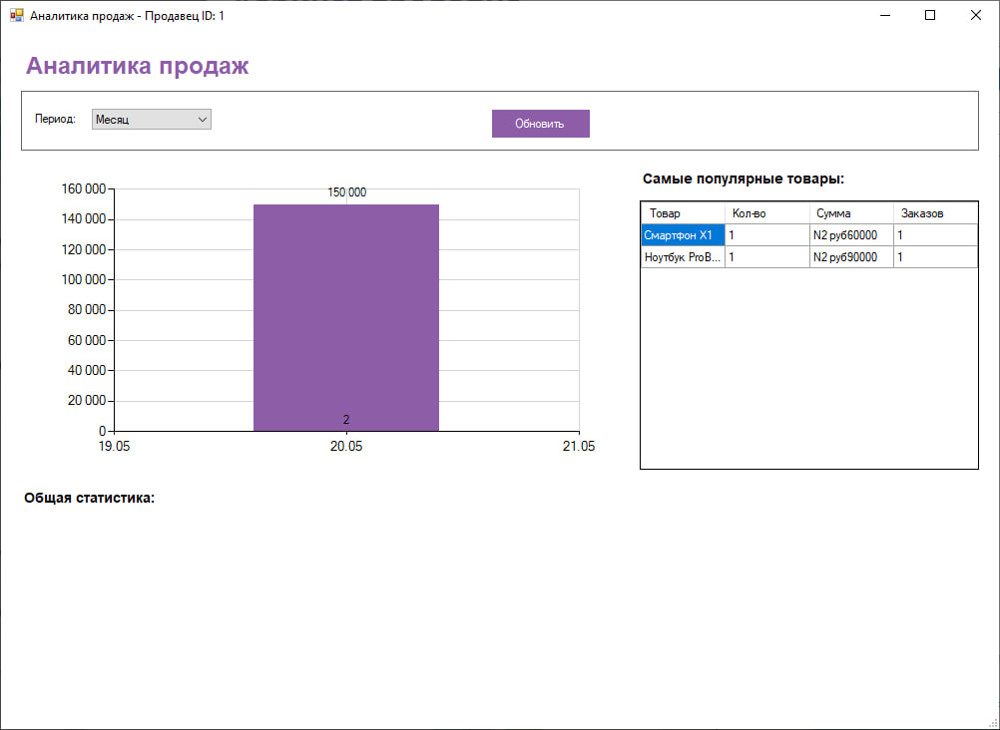 Аналитика продаж - Продавец ID: 1
Аналитика продаж
Период: Месяц Обновить
160 000
140 000
120 000
100 000
80 000
60 000
40 000
20 000
0
150 000
2
19.05 20.05 21.05
Самые популярные товары:
Товар Кол-во Сумма Заказов
Смартфон X1 1 N2 руб60000 1
Ноутбук ProB... 1 N2 руб90000 1
Общая статистика: